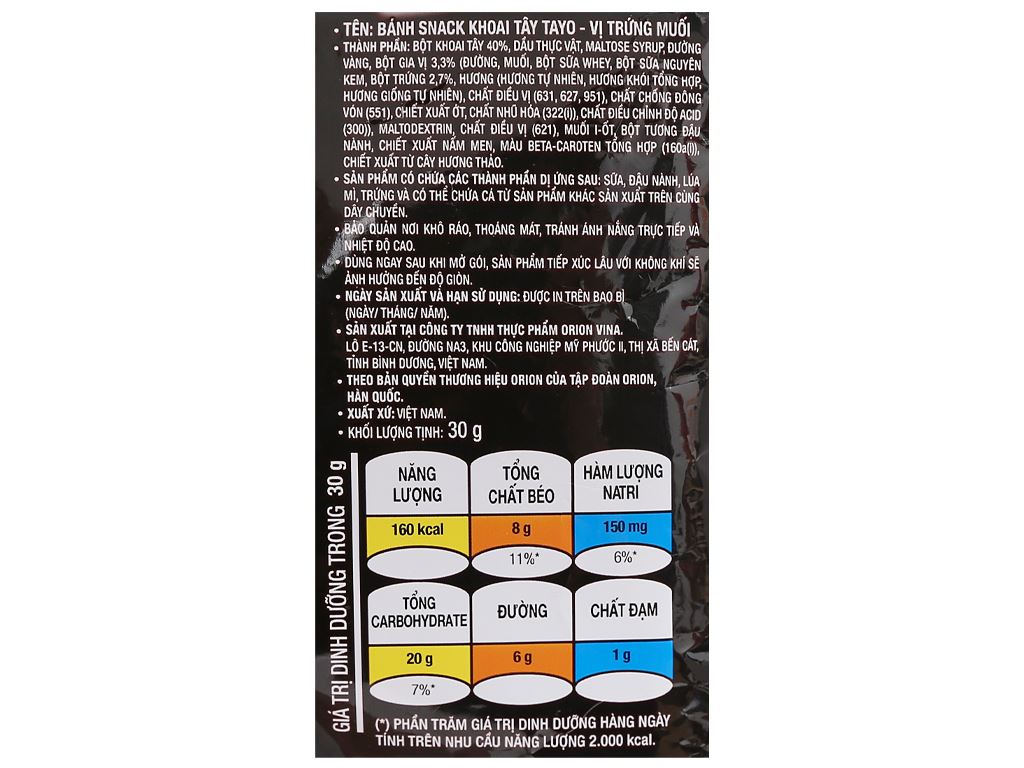 • TÊN: BÁNH SNACK KHOAI TÂY TAYO - VỊ TRỨNG MUỐI
• THÀNH PHẦN: BỘT KHOAI TÂY 40%, DẦU THỰC VẬT, MALTOSE SYRUP, ĐƯỜNG
VÀNG, BỘT GIA VỊ 3,3% (ĐƯỜNG, MUỐI, BỘT SỮA WHEY, BỘT SỮA NGUYÊN
KEM, BỘT TRỨNG 2,7%, HƯƠNG (HƯƠNG TỰ NHIÊN, HƯƠNG KHÓI TỔNG HỢP,
HƯƠNG GIỐNG TỰ NHIÊN), CHẤT ĐIỀU VỊ (631, 627, 951), CHẤT CHỐNG ĐÔNG
VÓN (551), CHIẾT XUẤT ỚT, CHẤT NHŨ HÓA (322(i)), CHẤT ĐIỀU CHỈNH ĐỘ ACID
(300)), MALTODEXTRIN, CHẤT ĐIỀU VỊ (621), MUỐI I-ỐT, BỘT TƯƠNG ĐẬU
NÀNH, CHIẾT XUẤT NẤM MEN, MÀU BETA-CAROTEN TỔNG HỢP (160a(i)),
CHIẾT XUẤT TỪ CÂY HƯƠNG THẢO.
• SẢN PHẨM CÓ CHỨA CÁC THÀNH PHẦN DỊ ỨNG SAU: SỮA, ĐẬU NÀNH, LÚA
MÌ, TRỨNG VÀ CÓ THỂ CHỨA CÁ TỪ SẢN PHẨM KHÁC SẢN XUẤT TRÊN CÙNG
DÂY CHUYỀN.
• BẢO QUẢN NƠI KHÔ RÁO, THOÁNG MÁT, TRÁNH ÁNH NẮNG TRỰC TIẾP VÀ
NHIỆT ĐỘ CAO.
• DÙNG NGAY SAU KHI MỞ GÓI, SẢN PHẨM TIẾP XÚC LÂU VỚI KHÔNG KHÍ SẼ
ẢNH HƯỞNG ĐẾN ĐỘ GIÒN.
• NGÀY SẢN XUẤT VÀ HẠN SỬ DỤNG: ĐƯỢC IN TRÊN BAO BÌ
(NGÀY/ THÁNG/ NĂM).
• SẢN XUẤT TẠI CÔNG TY TNHH THỰC PHẨM ORION VINA.
LÔ E-13-CN, ĐƯỜNG NA3, KHU CÔNG NGHIỆP MỸ PHƯỚC II, THỊ XÃ BẾN CÁT,
TỈNH BÌNH DƯƠNG, VIỆT NAM.
• THEO BẢN QUYỀN THƯƠNG HIỆU ORION CỦA TẬP ĐOÀN ORION,
HÀN QUỐC.
• XUẤT XỨ: VIỆT NAM.
• KHỐI LƯỢNG TỊNH: 30 g
GIÁ TRỊ DINH DƯỠNG TRONG 30 g
NĂNG
LƯỢNG
160 kcal
TỔNG
CHẤT BÉO
8 g
11%*
HÀM LƯỢNG
NATRI
150 mg
6%*
TỔNG
CARBOHYDRATE
20 g
7%*
ĐƯỜNG
6 g
CHẤT ĐẠM
1 g
(*) PHẦN TRĂM GIÁ TRỊ DINH DƯỠNG HÀNG NGÀY
TÍNH TRÊN NHU CẦU NĂNG LƯỢNG 2.000 kcal.